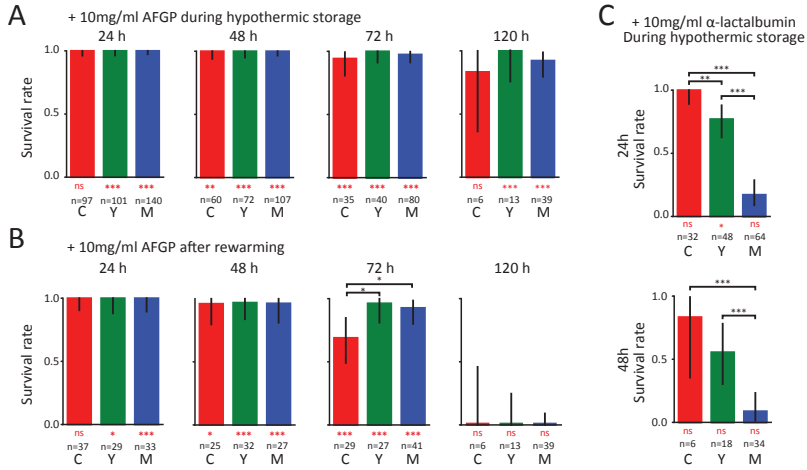 A
+ 10mg/ml AFGP during hypothermic storage
24 h 48 h 72 h 120 h
Survival rate
1.0
0.5
0.0
ns *** *** ** *** *** *** *** *** ns *** ***
n=97 n=101 n=140 n=60 n=72 n=107 n=35 n=40 n=80 n=6 n=13 n=39
C Y M C Y M C Y M C Y M
B
+ 10mg/ml AFGP after rewarming
24 h 48 h 72 h 120 h
* *
Survival rate
1.0
0.5
0.0
ns * *** * *** *** *** *** *** ns ns ns
n=37 n=29 n=33 n=25 n=32 n=27 n=29 n=27 n=41 n=6 n=13 n=39
C Y M C Y M C Y M C Y M
C
+ 10mg/ml α-lactalbumin
During hypothermic storage
***
** ***
24h
Survival rate
1.0
0.5
0.0
ns * ns
n=32 n=48 n=64
C Y M
***
***
48h
Survival rate
1.0
0.5
0.0
ns ns ns
n=6 n=18 n=34
C Y M